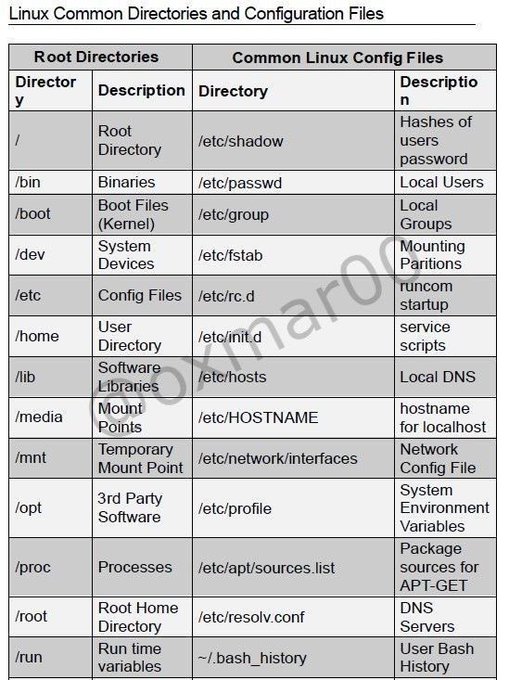 Linux Common Directories and Configuration Files
Root Directories Common Linux Config Files
Director
y Description Directory Descriptio
n
/ Root
Directory /etc/shadow Hashes of
users
password
/bin Binaries /etc/passwd Local Users
/boot Boot Files
(Kernel) /etc/group Local
Groups
/dev System
Devices /etc/fstab Mounting
Paritions
/etc Config Files /etc/rc.d runcom
startup
/home User
Directory /etc/init.d service
scripts
/lib Software
Libraries /etc/hosts Local DNS
/media Mount
Points /etc/HOSTNAME hostname
for localhost
/mnt Temporary
Mount Point /etc/network/interfaces Network
Config File
/opt 3rd Party
Software /etc/profile System
Environment
Variables
/proc Processes /etc/apt/sources.list Package
sources for
APT-GET
/root Root Home
Directory /etc/resolv.conf DNS
Servers
/run Run time
variables ~/.bash_history User Bash
History
@oxmar00